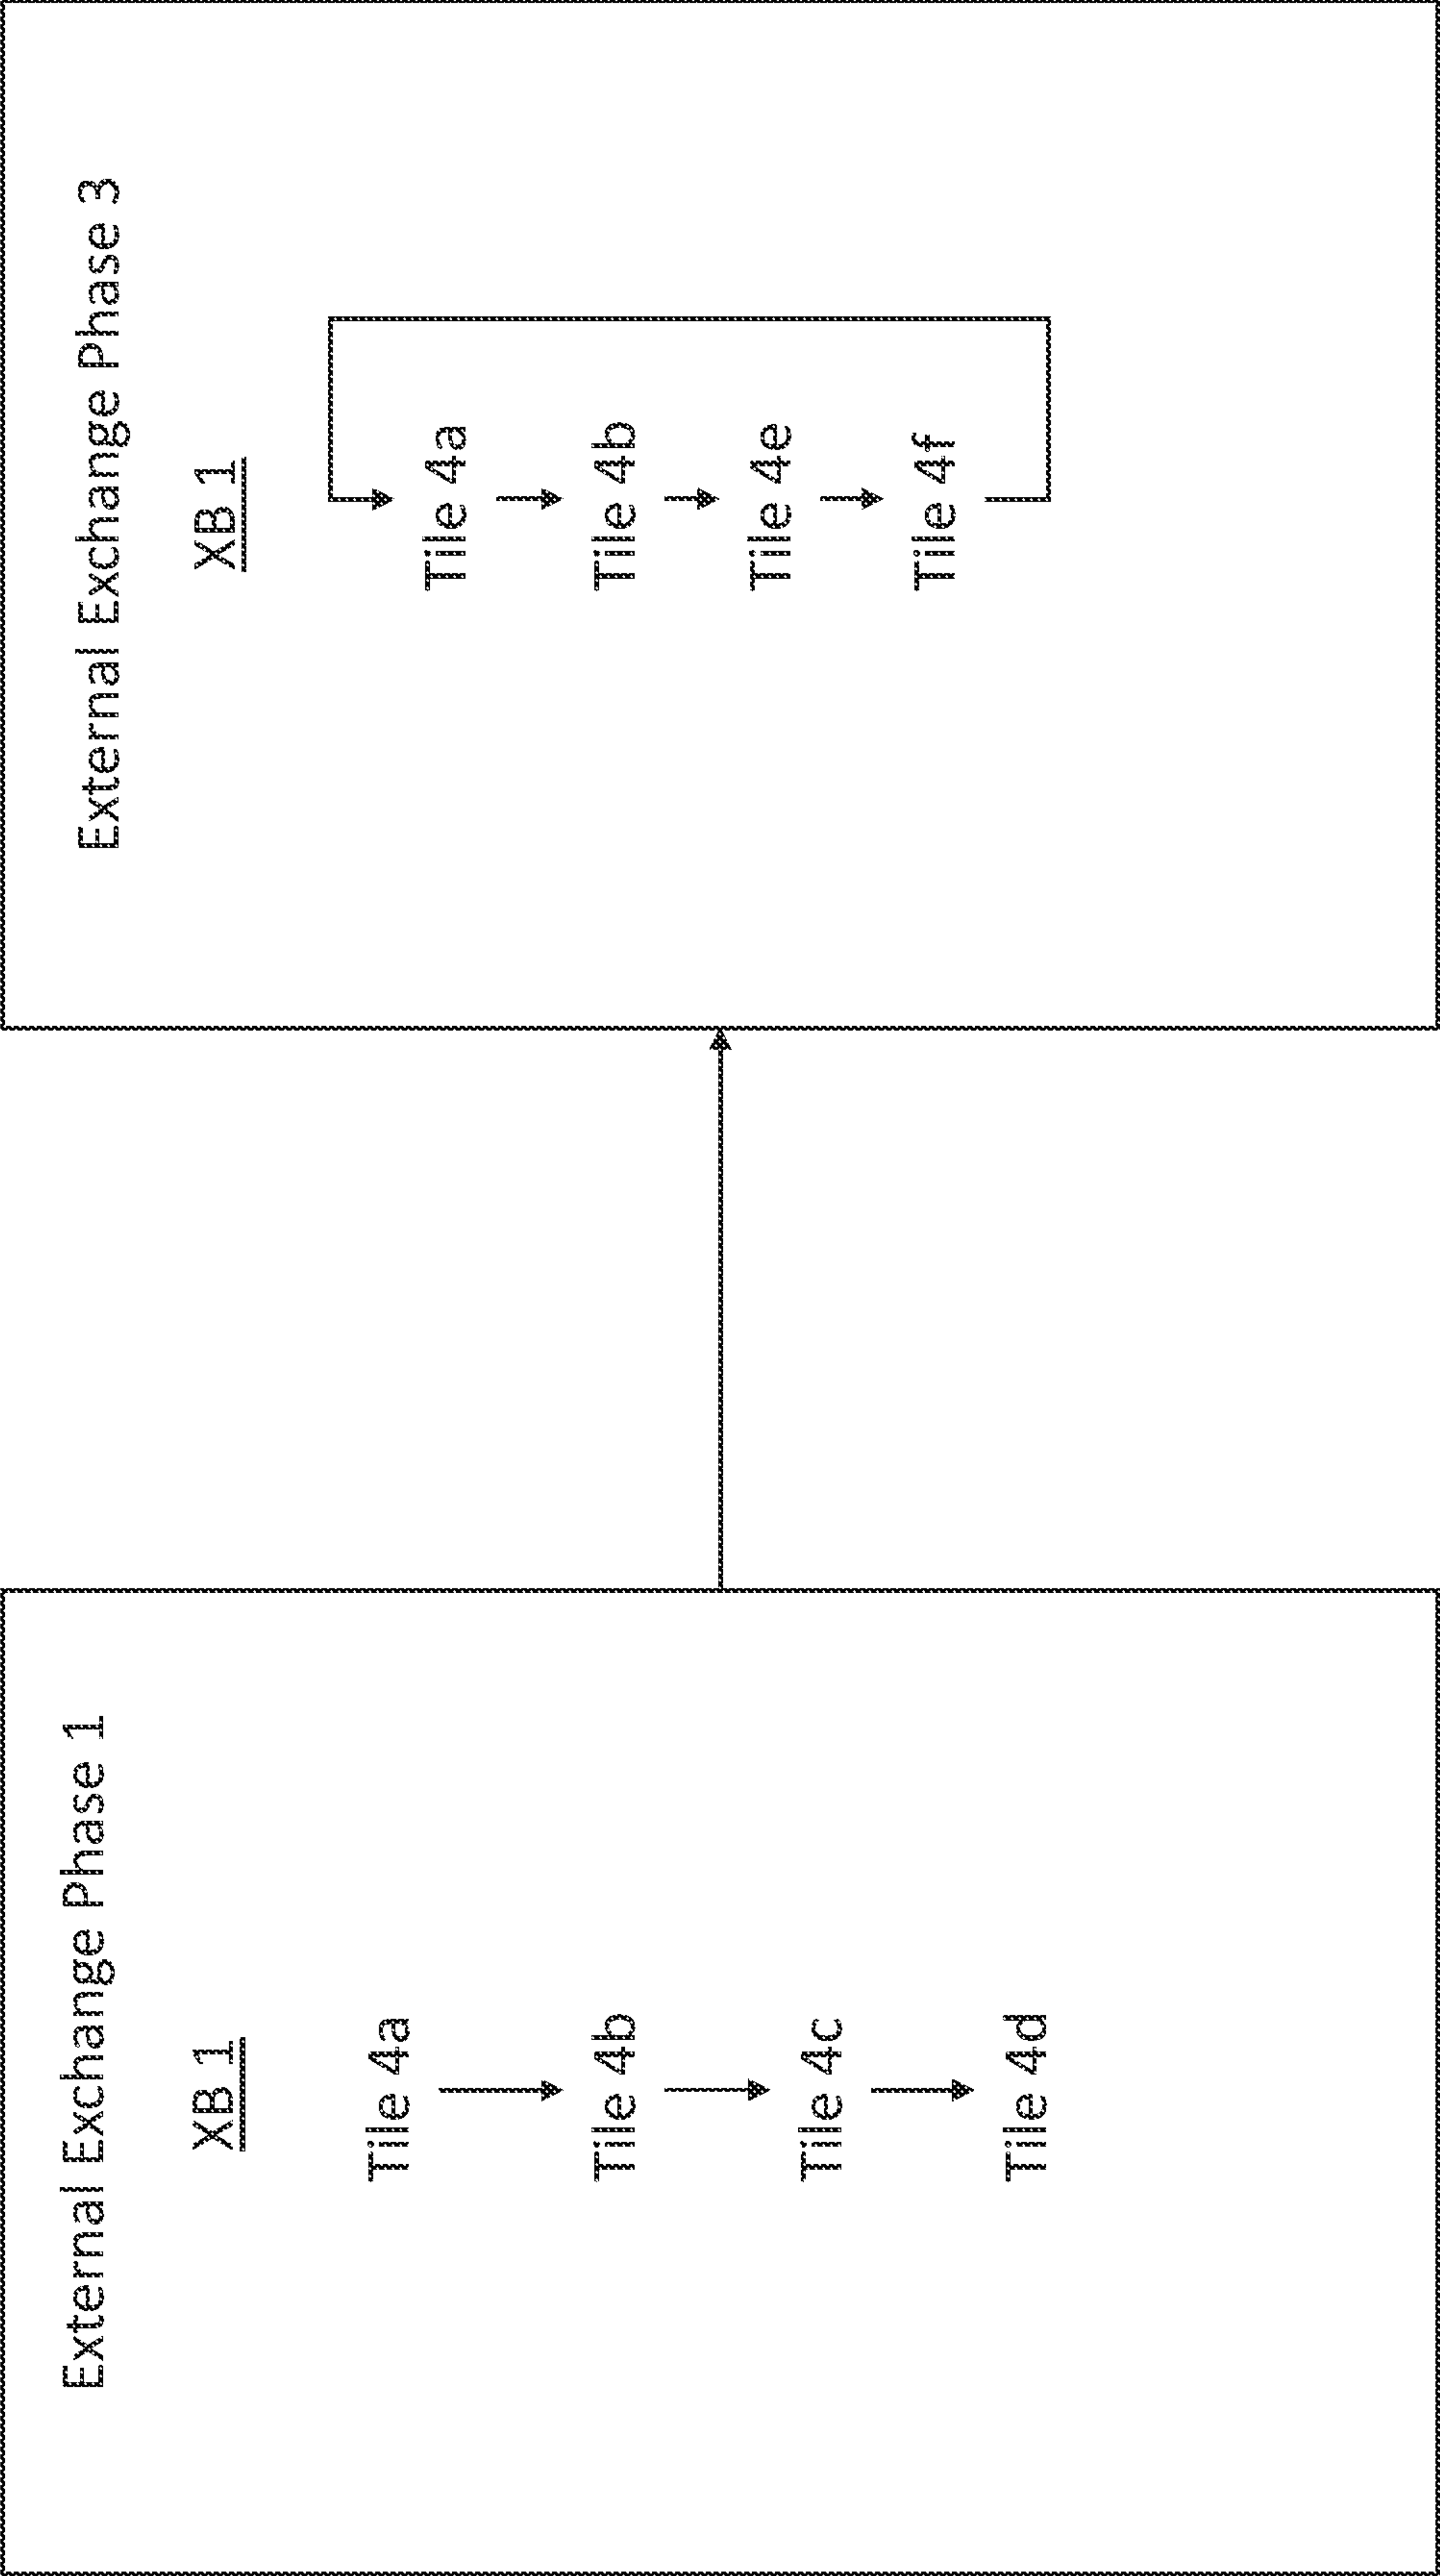 External Exchange Phase 1
XB 1
Tile 4a
Tile 4b
Tile 4c
Tile 4d
External Exchange Phase 3
XB 1
Tile 4a
Tile 4b
Tile 4e
Tile 4f